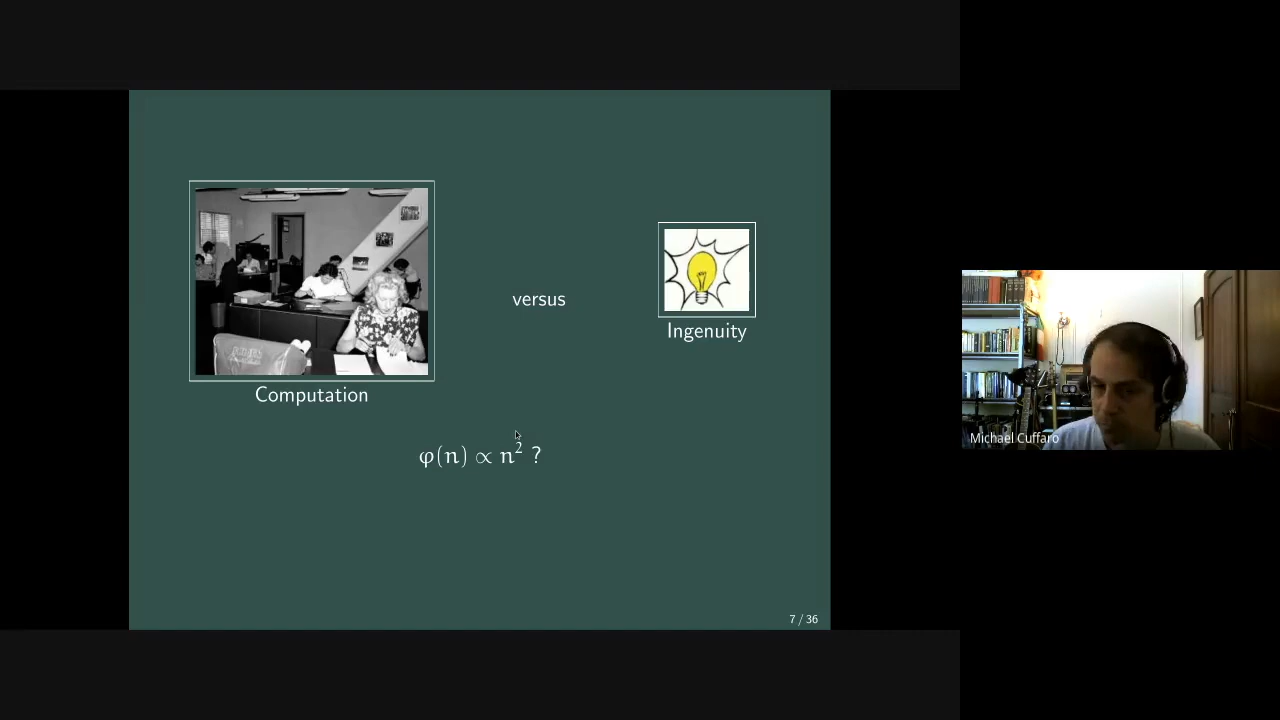 versus
Ingenuity
Computation
φ(n) ∝ n² ?
7 / 36
Michael Cuffaro